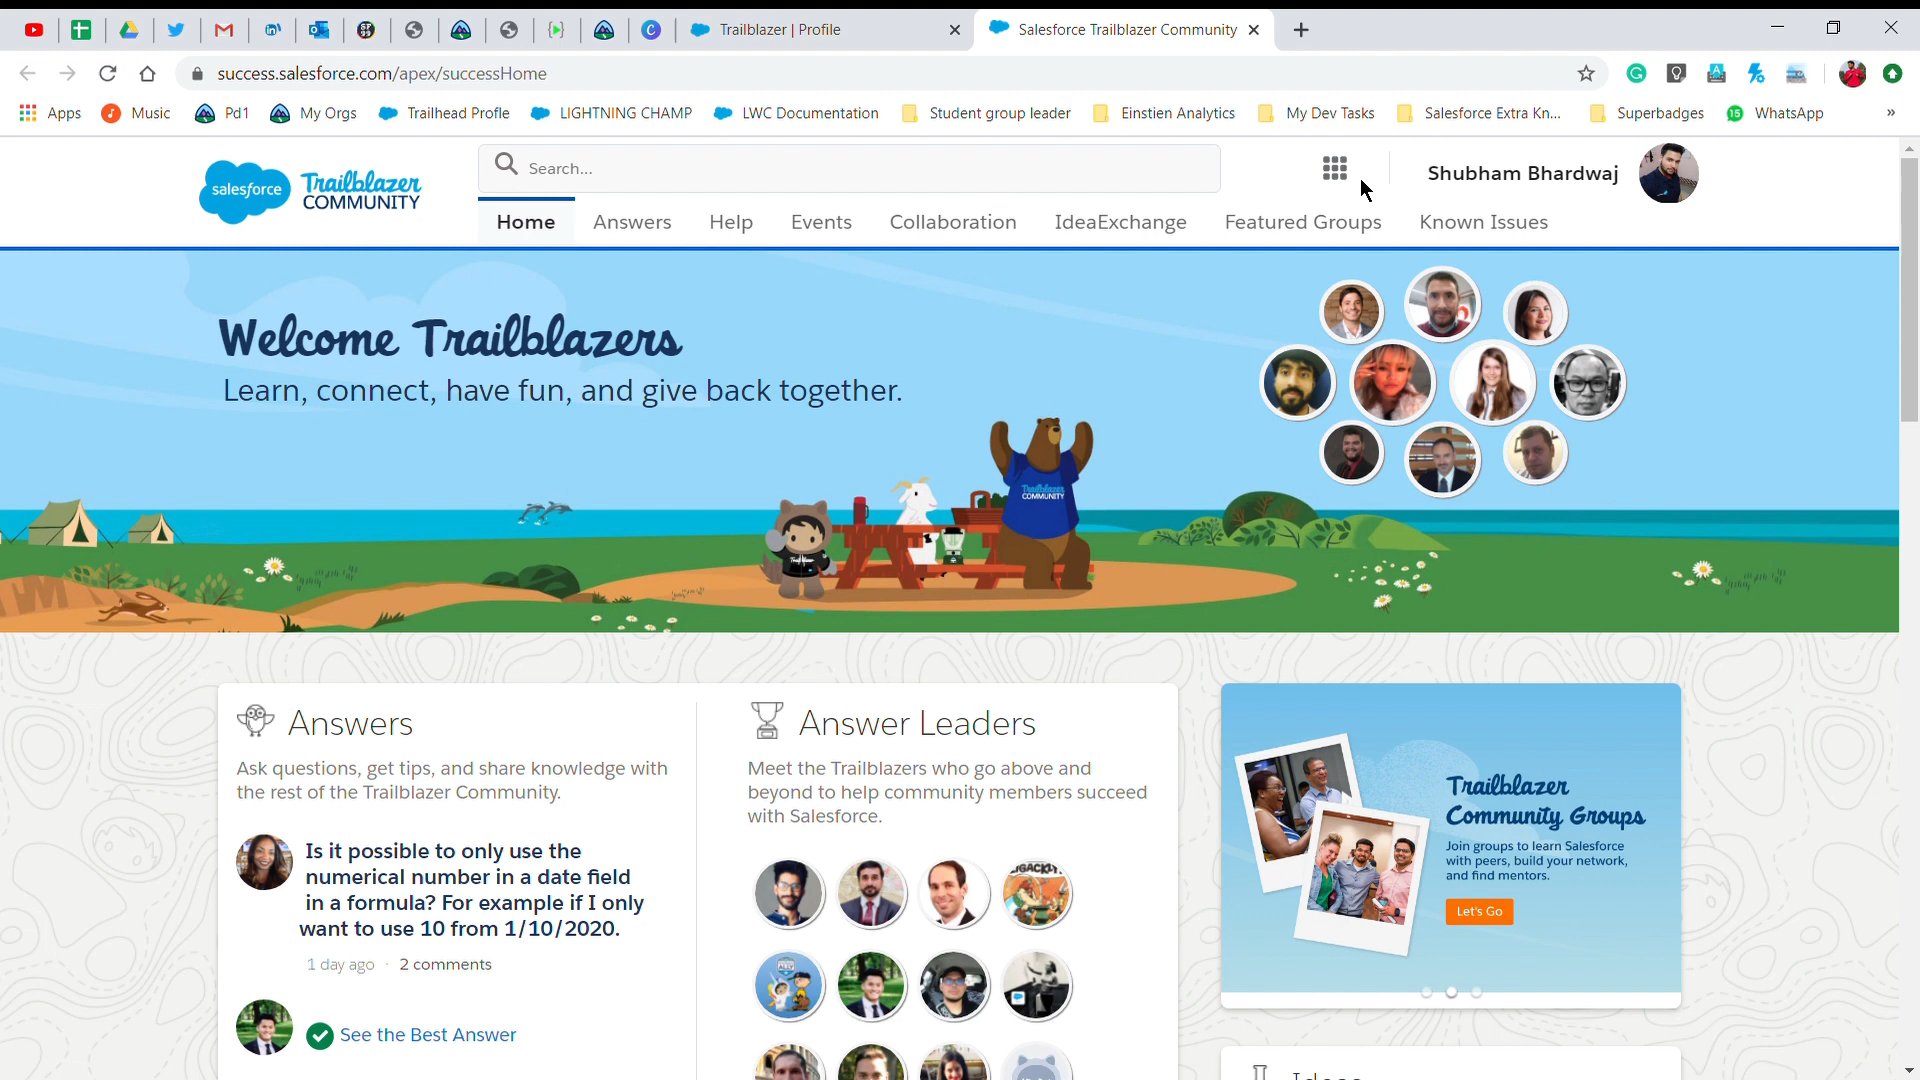 Trailblazer | Profile
Salesforce Trailblazer Community
success.salesforce.com/apex/successHome
Apps
Music
Pd1
My Orgs
Trailhead Profle
LIGHTNING CHAMP
LWC Documentation
Student group leader
Einstien Analytics
My Dev Tasks
Salesforce Extra Kn...
Superbadges
15
WhatsApp
»
salesforce
Trailblazer
COMMUNITY
Search...
Shubham Bhardwaj
Home
Answers
Help
Events
Collaboration
IdeaExchange
Featured Groups
Known Issues
Welcome Trailblazers
Learn, connect, have fun, and give back together.
Trailblazer
COMMUNITY
Answers
Ask questions, get tips, and share knowledge with
the rest of the Trailblazer Community.
Is it possible to only use the
numerical number in a date field
in a formula? For example if I only
want to use 10 from 1/10/2020.
1 day ago · 2 comments
See the Best Answer
Answer Leaders
Meet the Trailblazers who go above and
beyond to help community members succeed
with Salesforce.
Trailblazer
Community Groups
Join groups to learn Salesforce
with peers, build your network,
and find mentors.
Let's Go